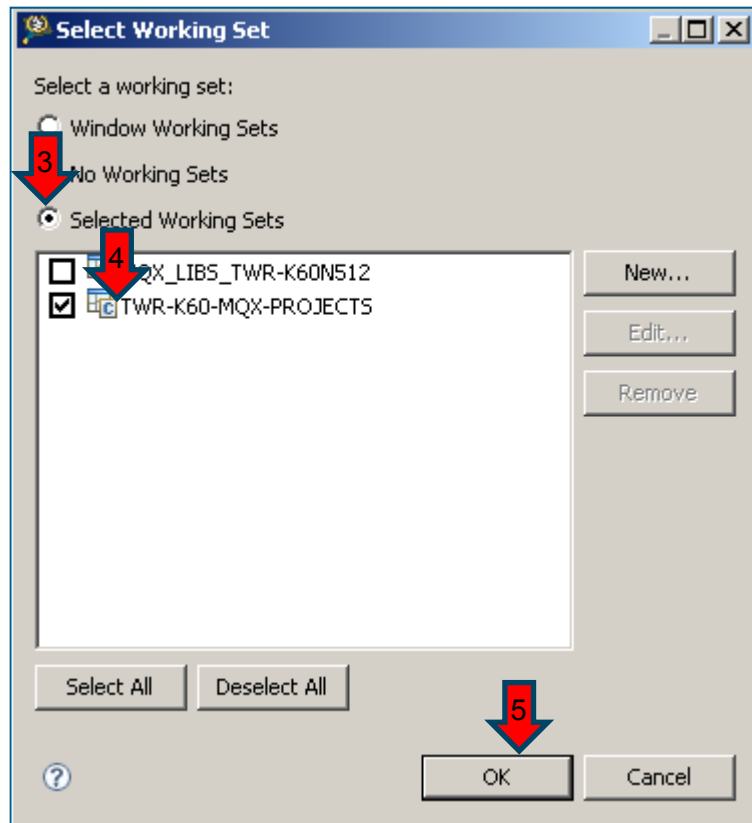 Select Working Set
Select a working set:
Window Working Sets
3
No Working Sets
Selected Working Sets
4
QX_LIBS_TWR-K60N512
New...
TWR-K60-MQX-PROJECTS
Edit...
Remove
Select All Deselect All
5
?
OK Cancel